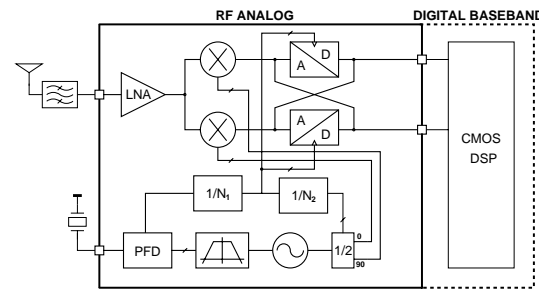 RF ANALOG
DIGITAL BASEBAND
LNA
A
D
A
D
CMOS
DSP
1/N₁
1/N₂
PFD
1/2
0
90